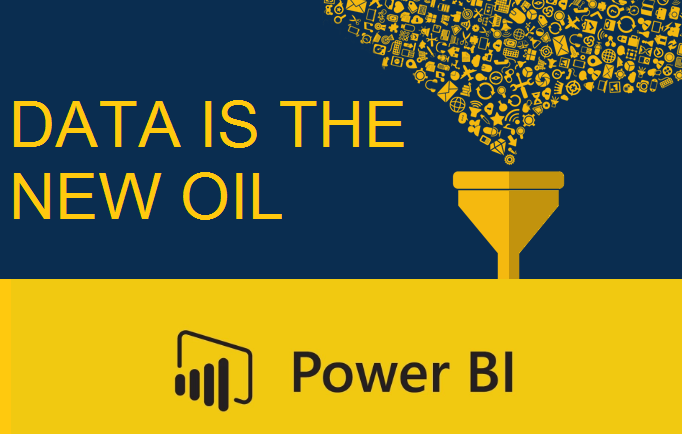 DATA IS THE
NEW OIL
Power BI